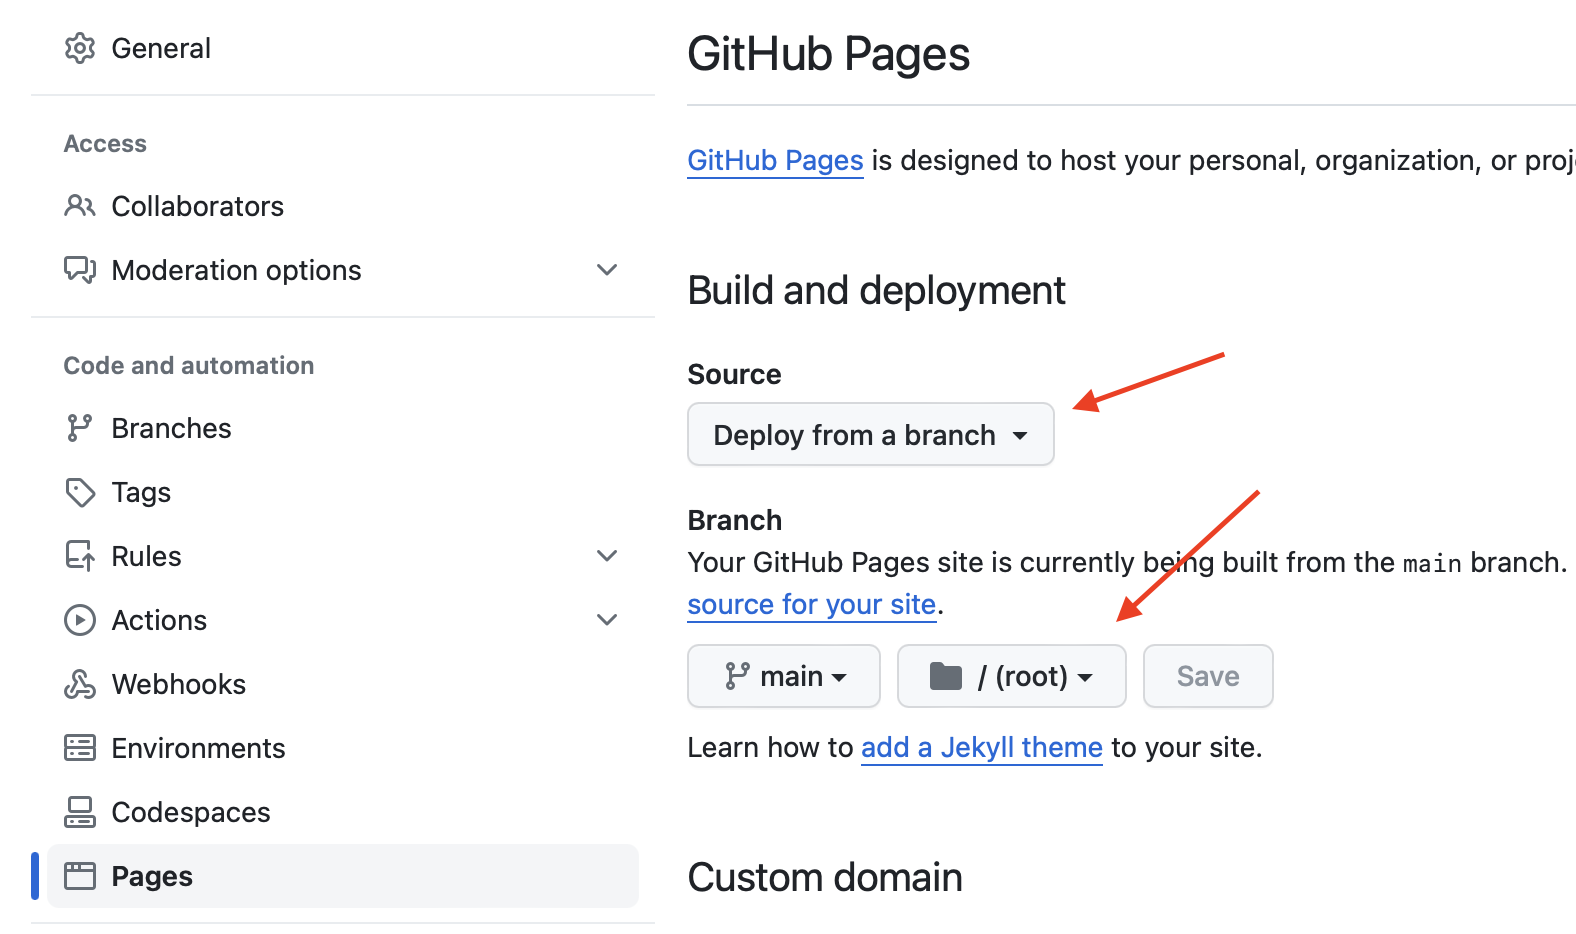 General
Access
Collaborators
Moderation options
Code and automation
Branches
Tags
Rules
Actions
Webhooks
Environments
Codespaces
Pages
GitHub Pages
GitHub Pages is designed to host your personal, organization, or proj
Build and deployment
Source
Deploy from a branch
Branch
Your GitHub Pages site is currently being built from the main branch.
source for your site.
main
/ (root)
Save
Learn how to add a Jekyll theme to your site.
Custom domain